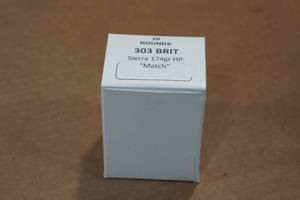 20
ROUNDS
303 BRIT
Sierra 174gr HP
"Match"